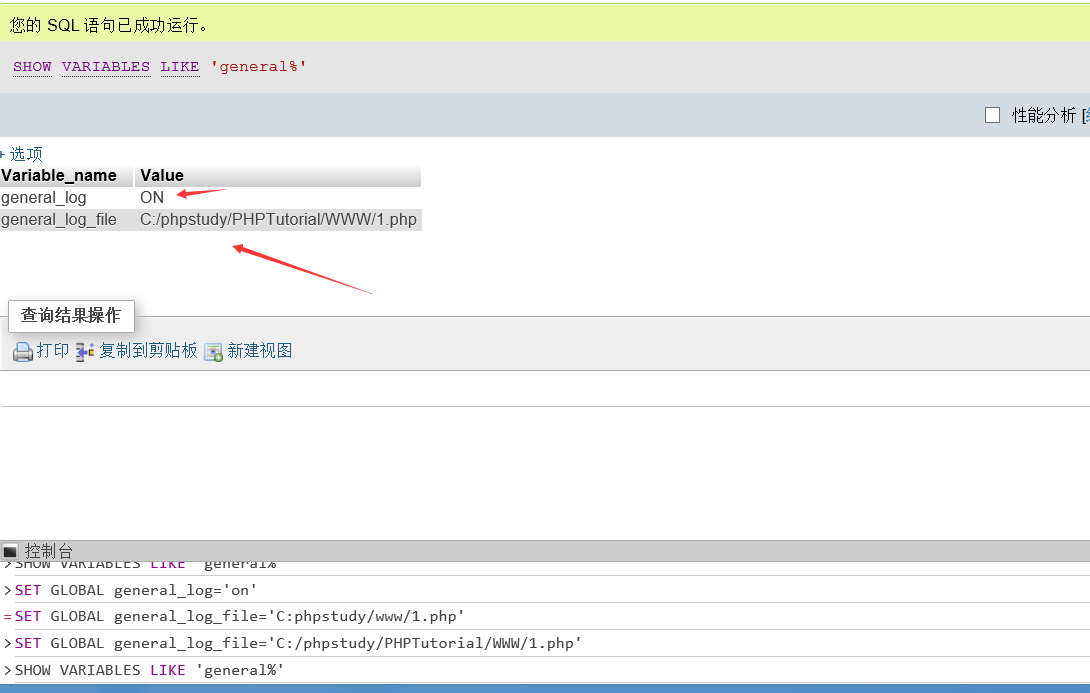 您的 SQL 语句已成功运行。
SHOW VARIABLES LIKE 'general%'
性能分析 [
+ 选项
Variable_name Value
general_log ON
general_log_file C:/phpstudy/PHPTutorial/WWW/1.php
查询结果操作
打印 复制到剪贴板 新建视图
控制台
>SHOW VARIABLES LIKE 'general%'
>SET GLOBAL general_log='on'
=SET GLOBAL general_log_file='C:phpstudy/www/1.php'
>SET GLOBAL general_log_file='C:/phpstudy/PHPTutorial/WWW/1.php'
>SHOW VARIABLES LIKE 'general%'